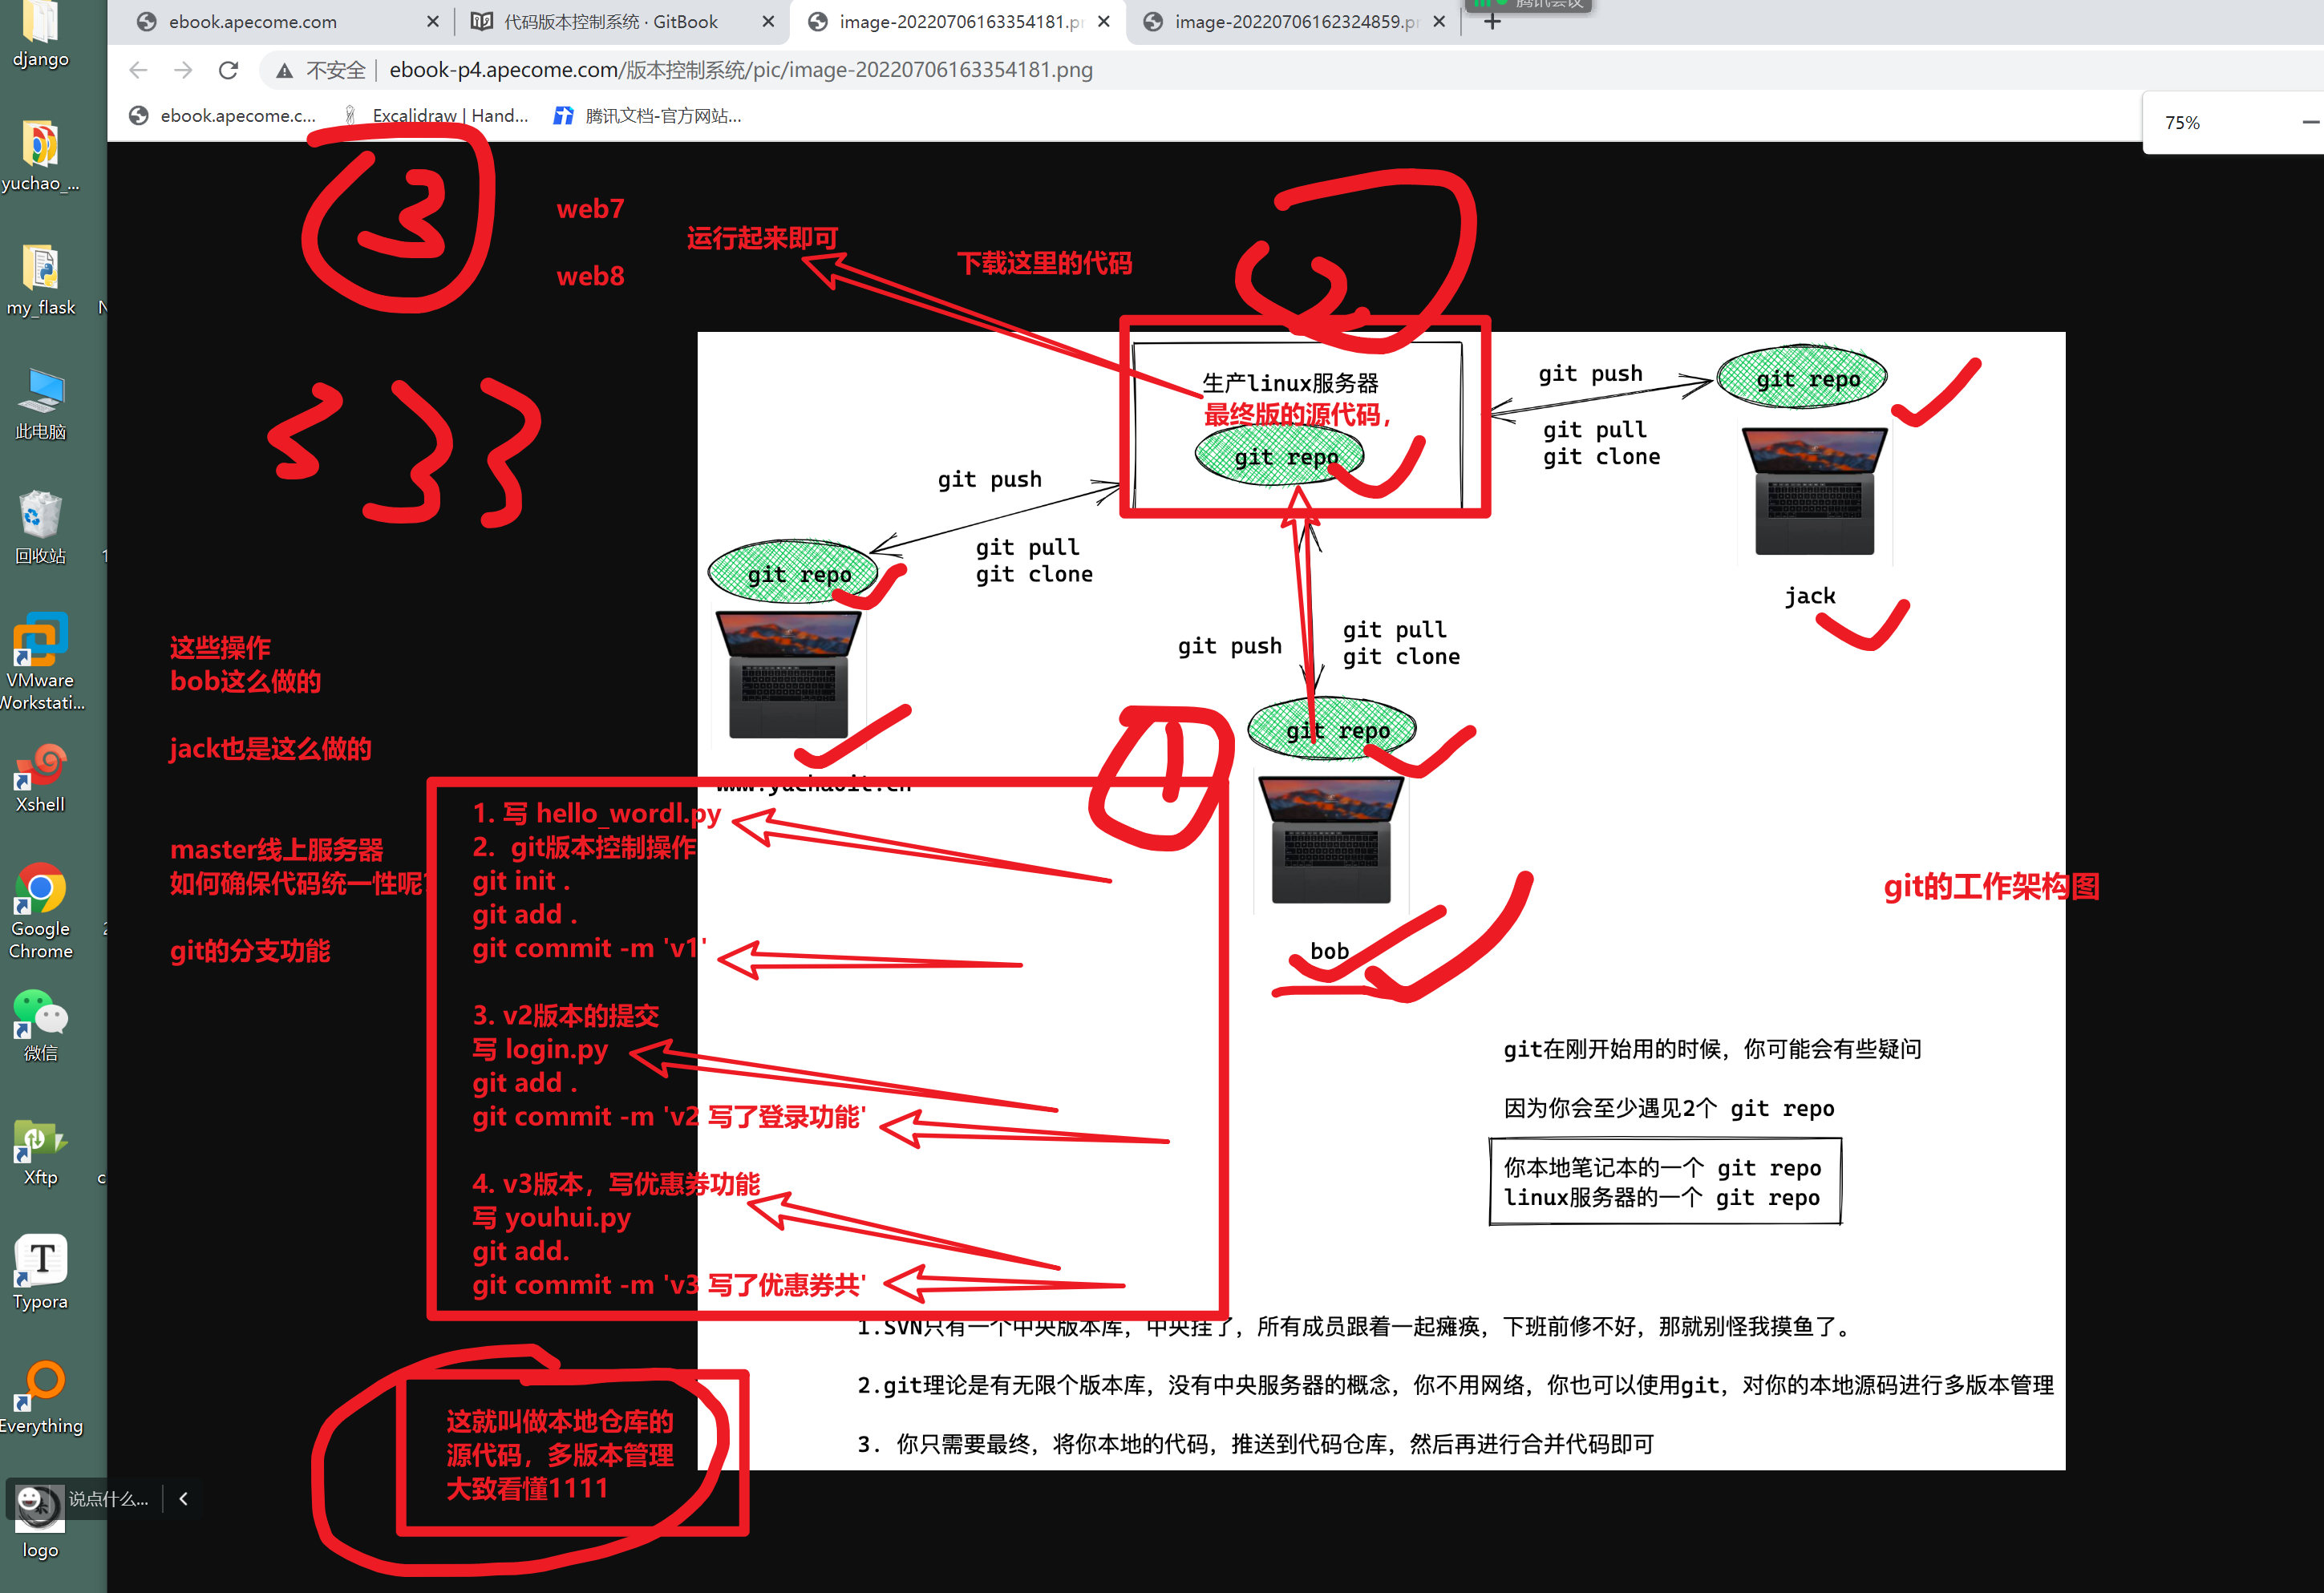 ebook.apecome.com
代码版本控制系统 · GitBook
image-20220706163354181.p
image-20220706162324859.p
腾讯会议
不安全
ebook-p4.apecome.com/版本控制系统/pic/image-20220706163354181.png
ebook.apecome.c...
Excalidraw | Hand...
腾讯文档-官方网站...
75%
django
yuchao_...
my_flask
此电脑
回收站
VMware
Workstati...
Xshell
Google
Chrome
微信
Xftp
Typora
Everything
说点什么...
logo
3
web7
web8
运行起来即可
下载这里的代码
生产linux服务器
最终版的源代码，
git repo
git push
git pull
git clone
git repo
jack
git push
git pull
git clone
git repo
www.yuchaoit.cn
git push
git pull
git clone
git repo
bob
1
这些操作
bob这么做的
jack也是这么做的
master线上服务器
如何确保代码统一性呢?
git的分支功能
1. 写 hello_wordl.py
2. git版本控制操作
git init .
git add .
git commit -m 'v1'
3. v2版本的提交
写 login.py
git add .
git commit -m 'v2 写了登录功能'
4. v3版本，写优惠券功能
写 youhui.py
git add.
git commit -m 'v3 写了优惠券共'
git的工作架构图
git在刚开始用的时候，你可能会有些疑问
因为你会至少遇见2个 git repo
你本地笔记本的一个 git repo
linux服务器的一个 git repo
1.SVN只有一个中央版本库，中央挂了，所有成员跟着一起瘫痪，下班前修不好，那就别怪我摸鱼了。
2.git理论是有无限个版本库，没有中央服务器的概念，你不用网络，你也可以使用git，对你的本地源码进行多版本管理
3. 你只需要最终，将你本地的代码，推送到代码仓库，然后再进行合并代码即可
这就叫做本地仓库的
源代码，多版本管理
大致看懂1111